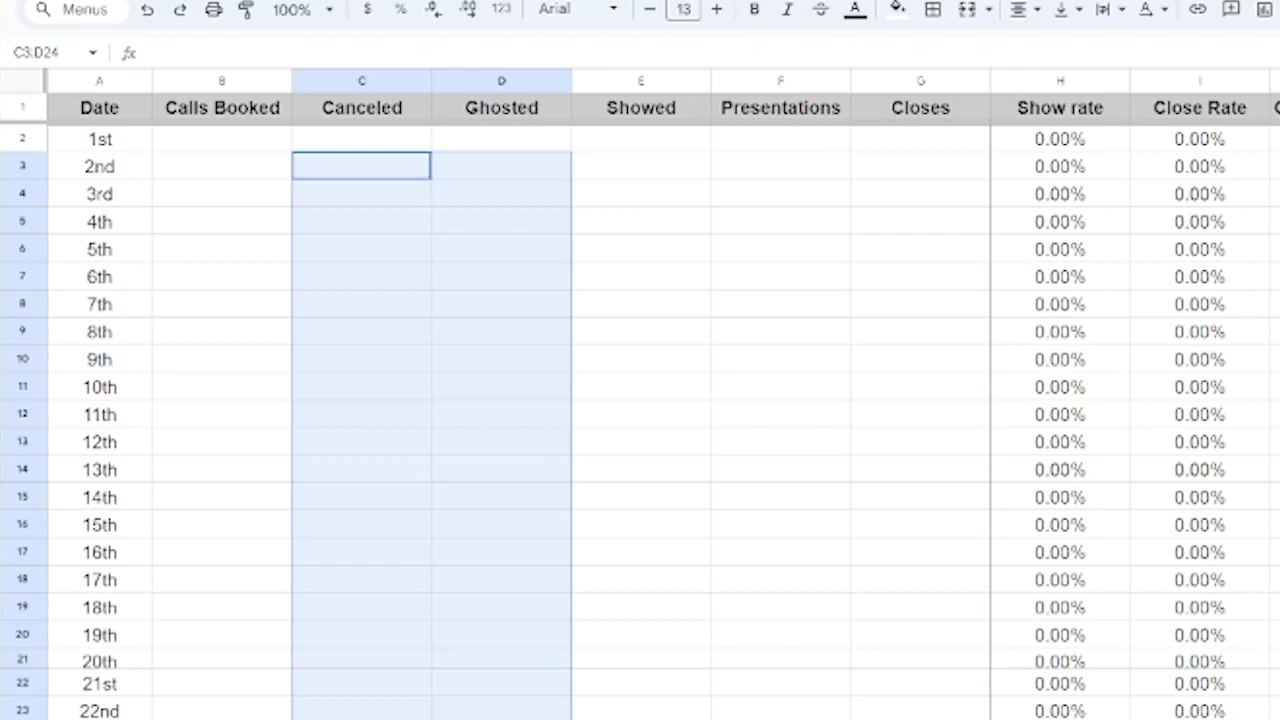 Menus 100% $ % .0 .00 123 Arial 13 B I A A
C3:D24 fx
A B C D E F G H I
1 Date Calls Booked Canceled Ghosted Showed Presentations Closes Show rate Close Rate
2 1st 0.00% 0.00%
3 2nd 0.00% 0.00%
4 3rd 0.00% 0.00%
5 4th 0.00% 0.00%
6 5th 0.00% 0.00%
7 6th 0.00% 0.00%
8 7th 0.00% 0.00%
9 8th 0.00% 0.00%
10 9th 0.00% 0.00%
11 10th 0.00% 0.00%
12 11th 0.00% 0.00%
13 12th 0.00% 0.00%
14 13th 0.00% 0.00%
15 14th 0.00% 0.00%
16 15th 0.00% 0.00%
17 16th 0.00% 0.00%
18 17th 0.00% 0.00%
19 18th 0.00% 0.00%
20 19th 0.00% 0.00%
21 20th 0.00% 0.00%
22 21st 0.00% 0.00%
23 22nd 0.00% 0.00%